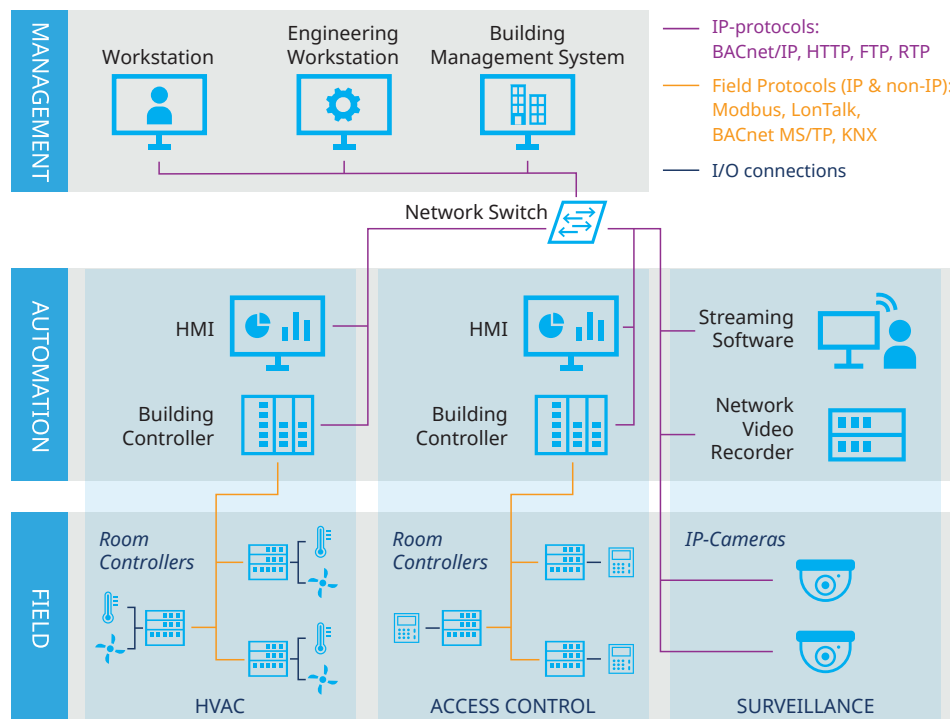 MANAGEMENT
Workstation
Engineering
Workstation
Building
Management System
IP-protocols:
BACnet/IP, HTTP, FTP, RTP
Field Protocols (IP & non-IP):
Modbus, LonTalk,
BACnet MS/TP, KNX
I/O connections
Network Switch
AUTOMATION
HMI
Building
Controller
HMI
Building
Controller
Streaming
Software
Network
Video
Recorder
FIELD
Room
Controllers
HVAC
Room
Controllers
ACCESS CONTROL
IP-Cameras
SURVEILLANCE